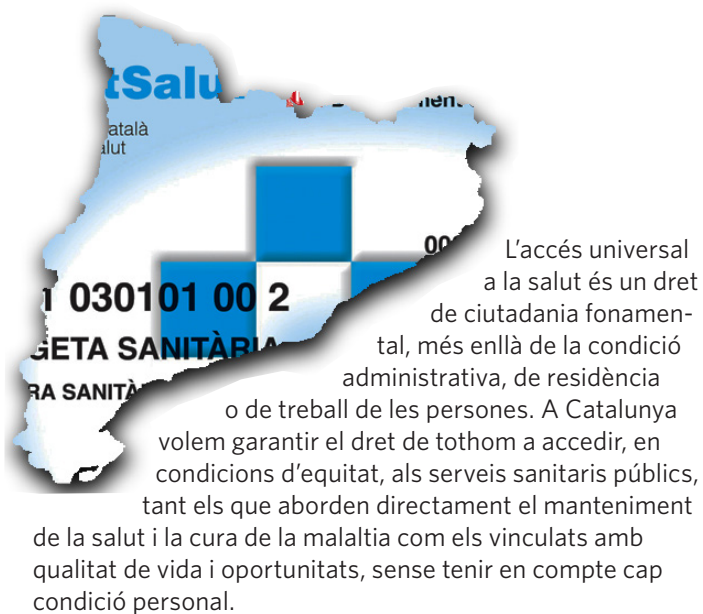 tSalu
atalà
alut
030101 00 2
GETA SANITÀRIA
RA SANITÀ
L’accés universal
a la salut és un dret
de ciutadania fonamen-
tal, més enllà de la condició
administrativa, de residència
o de treball de les persones. A Catalunya
volem garantir el dret de tothom a accedir, en
condicions d’equitat, als serveis sanitaris públics,
tant els que aborden directament el manteniment
de la salut i la cura de la malaltia com els vinculats amb
qualitat de vida i oportunitats, sense tenir en compte cap
condició personal.